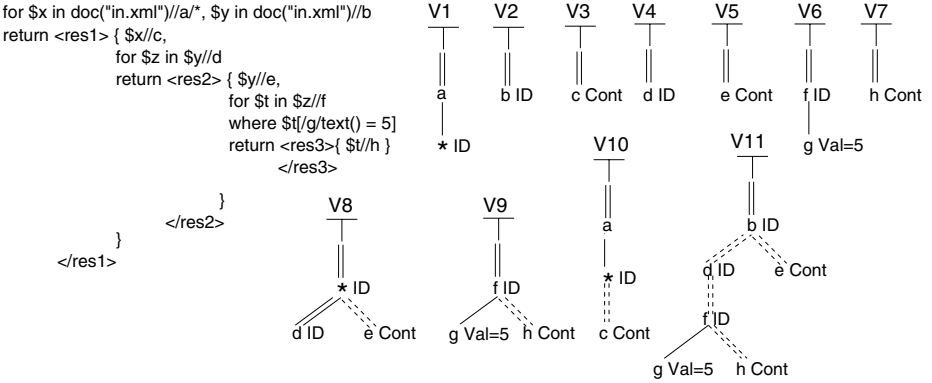 for $x in doc("in.xml")//a/*, $y in doc("in.xml")//b
return <res1> { $x//c,
for $z in $y//d
return <res2> { $y//e,
for $t in $z//f
where $t[/g/text() = 5]
return <res3>{ $t//h }
</res3>
}
</res2>
}
</res1>
V1 V2 V3 V4 V5 V6 V7
a b ID c Cont d ID e Cont f ID h Cont
* ID g Val=5
V8 V9 V10 V11
a b ID
* ID f ID * ID d ID e Cont
d ID e Cont g Val=5 h Cont c Cont f ID
g Val=5 h Cont